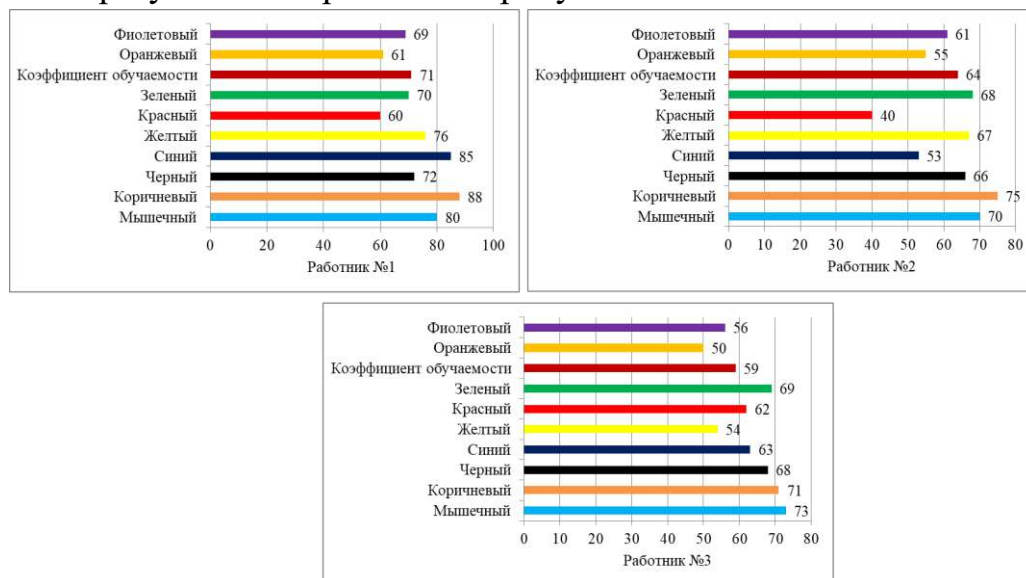 Фиолетовый 69
Оранжевый 61
Коэффициент обучаемости 71
Зеленый 70
Красный 60
Желтый 76
Синий 85
Черный 72
Коричневый 88
Мышечный 80
0 20 40 60 80 100
Работник №1
Фиолетовый 61
Оранжевый 55
Коэффициент обучаемости 64
Зеленый 68
Красный 40
Желтый 67
Синий 53
Черный 66
Коричневый 75
Мышечный 70
0 10 20 30 40 50 60 70 80
Работник №2
Фиолетовый 56
Оранжевый 50
Коэффициент обучаемости 59
Зеленый 69
Красный 62
Желтый 54
Синий 63
Черный 68
Коричневый 71
Мышечный 73
0 10 20 30 40 50 60 70 80
Работник №3